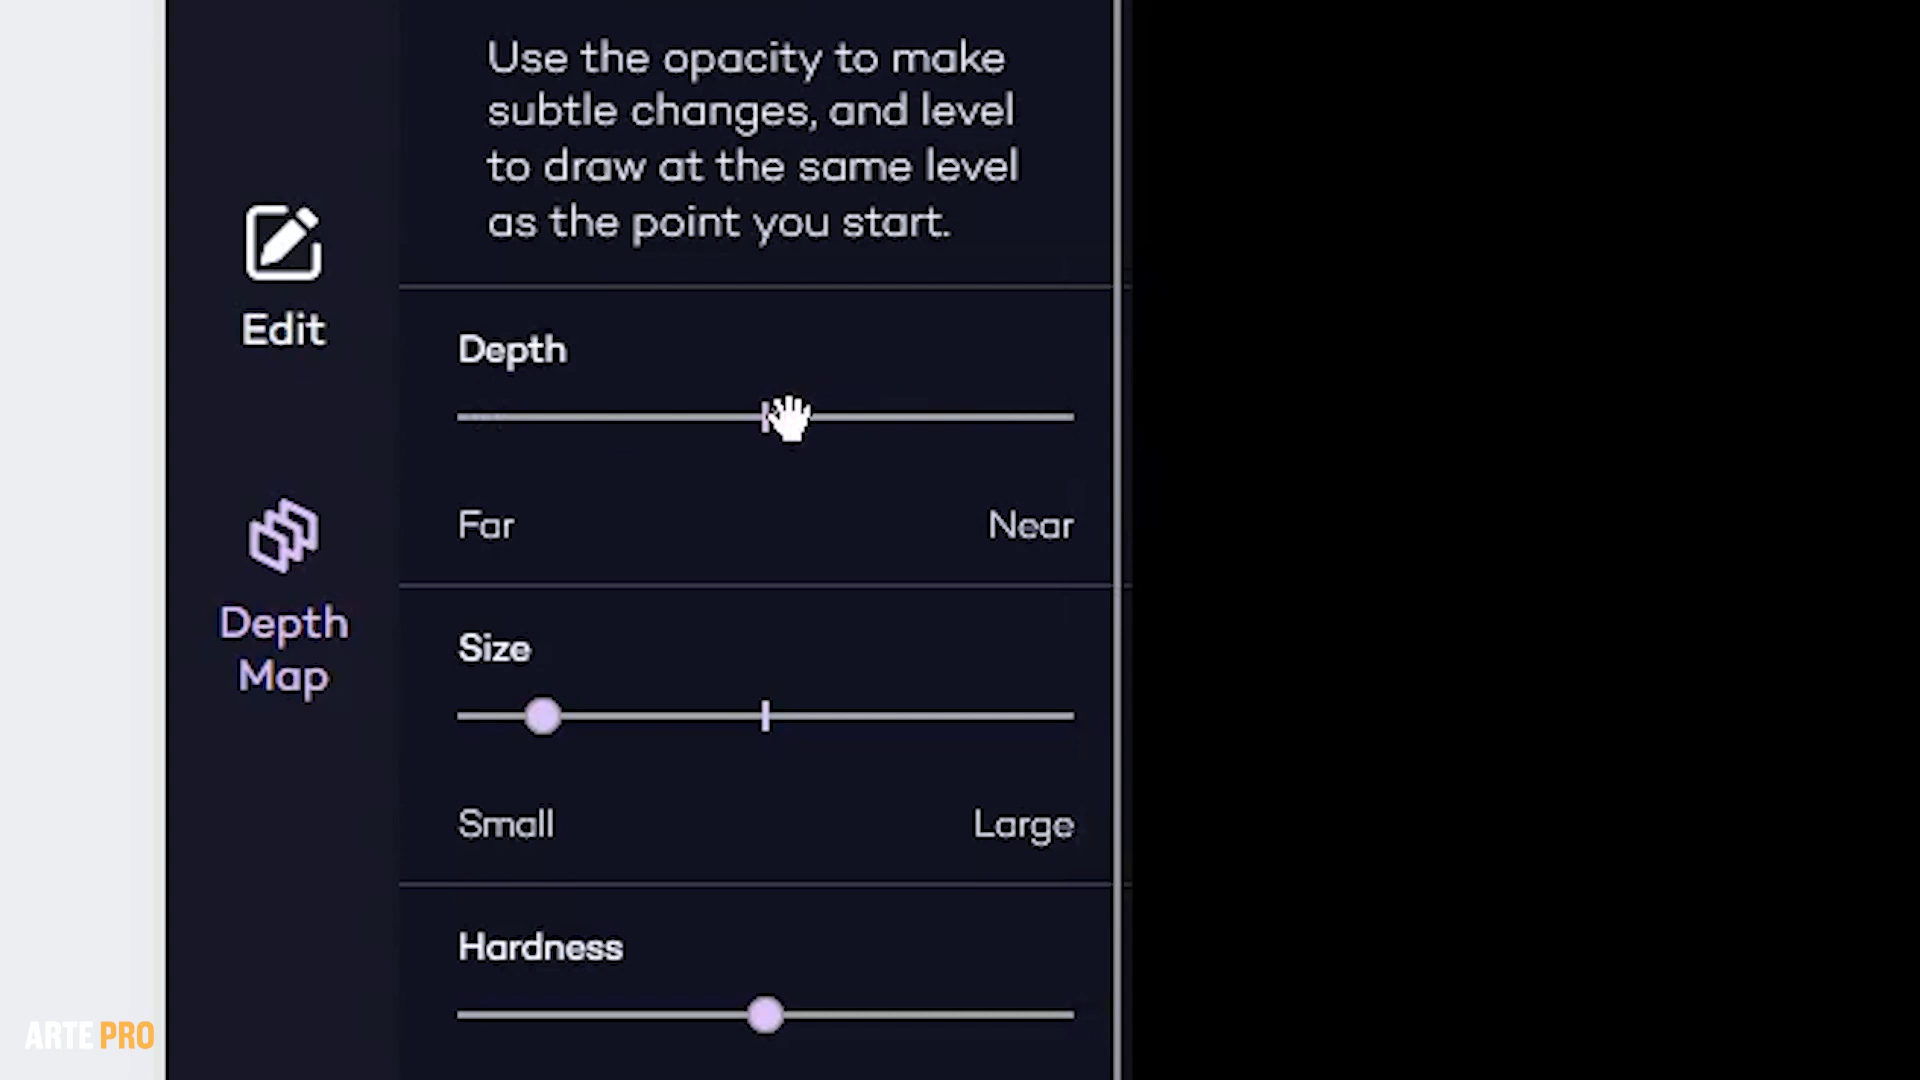 Use the opacity to make
subtle changes, and level
to draw at the same level
as the point you start.
Edit
Depth
Far Near
Depth
Map
Size
Small Large
Hardness
ARTE PRO